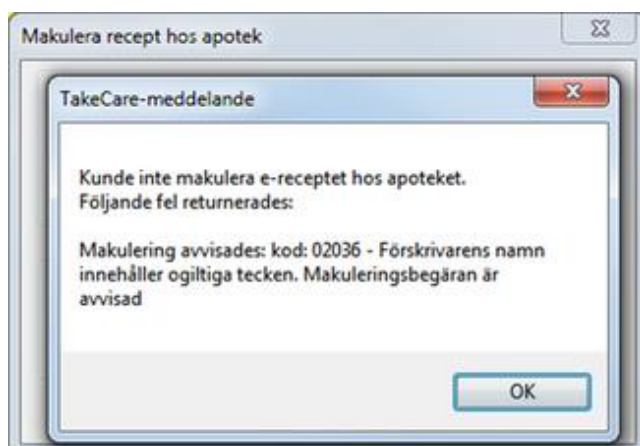 Makulera recept hos apotek
TakeCare-meddelande
Kunde inte makulera e-receptet hos apoteket.
Följande fel returnerades:
Makulering avvisades: kod: 02036 - Förskrivarens namn
innehåller ogiltiga tecken. Makuleringsbegäran är
avvisad
OK